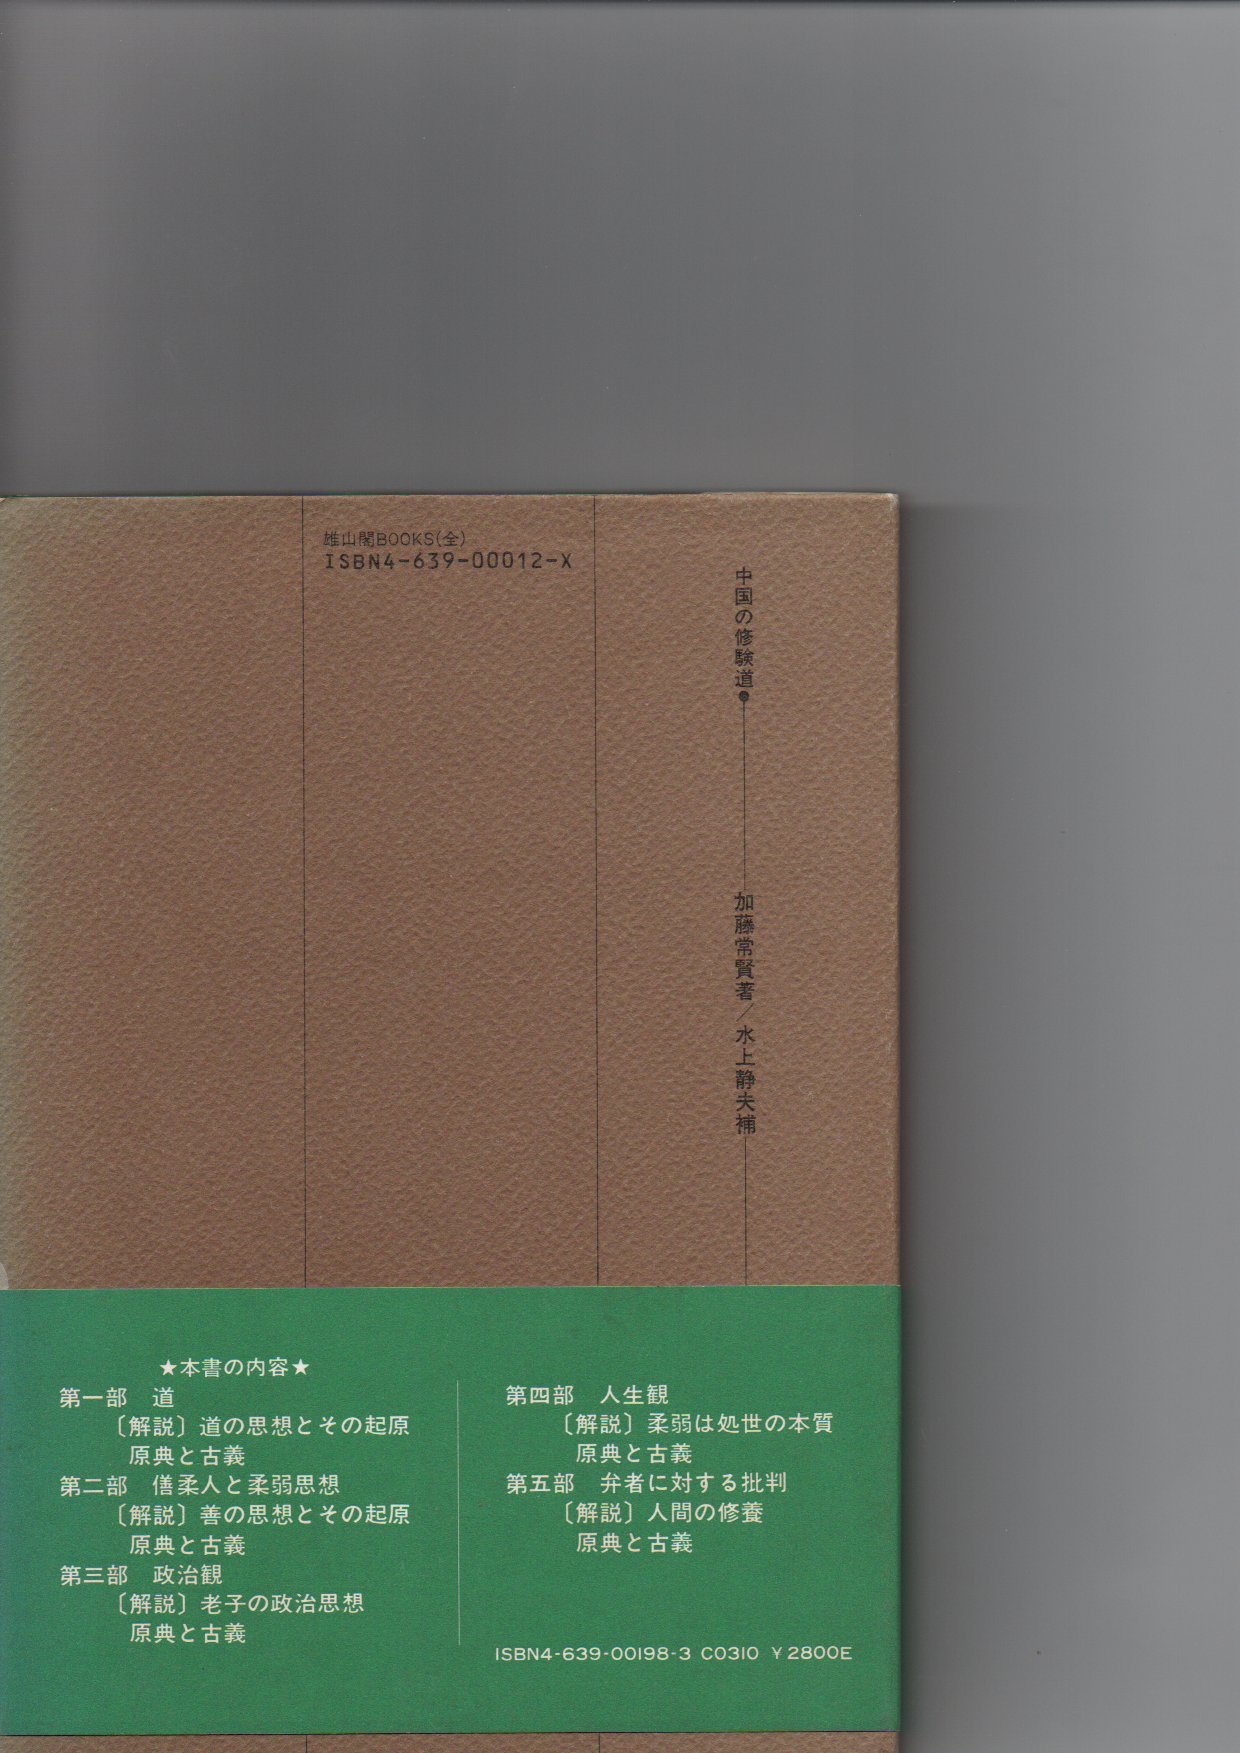 雄山閣BOOKS(全)
ISBN4-639-00012-X
中国の修験道●
加藤常賢著／水上静夫補
★本書の内容★
第一部　道
〔解説〕道の思想とその起原
原典と古義
第二部　僐柔人と柔弱思想
〔解説〕善の思想とその起原
原典と古義
第三部　政治観
〔解説〕老子の政治思想
原典と古義
第四部　人生観
〔解説〕柔弱は処世の本質
原典と古義
第五部　弁者に対する批判
〔解説〕人間の修養
原典と古義
ISBN4-639-00198-3 C0310 ￥2800E